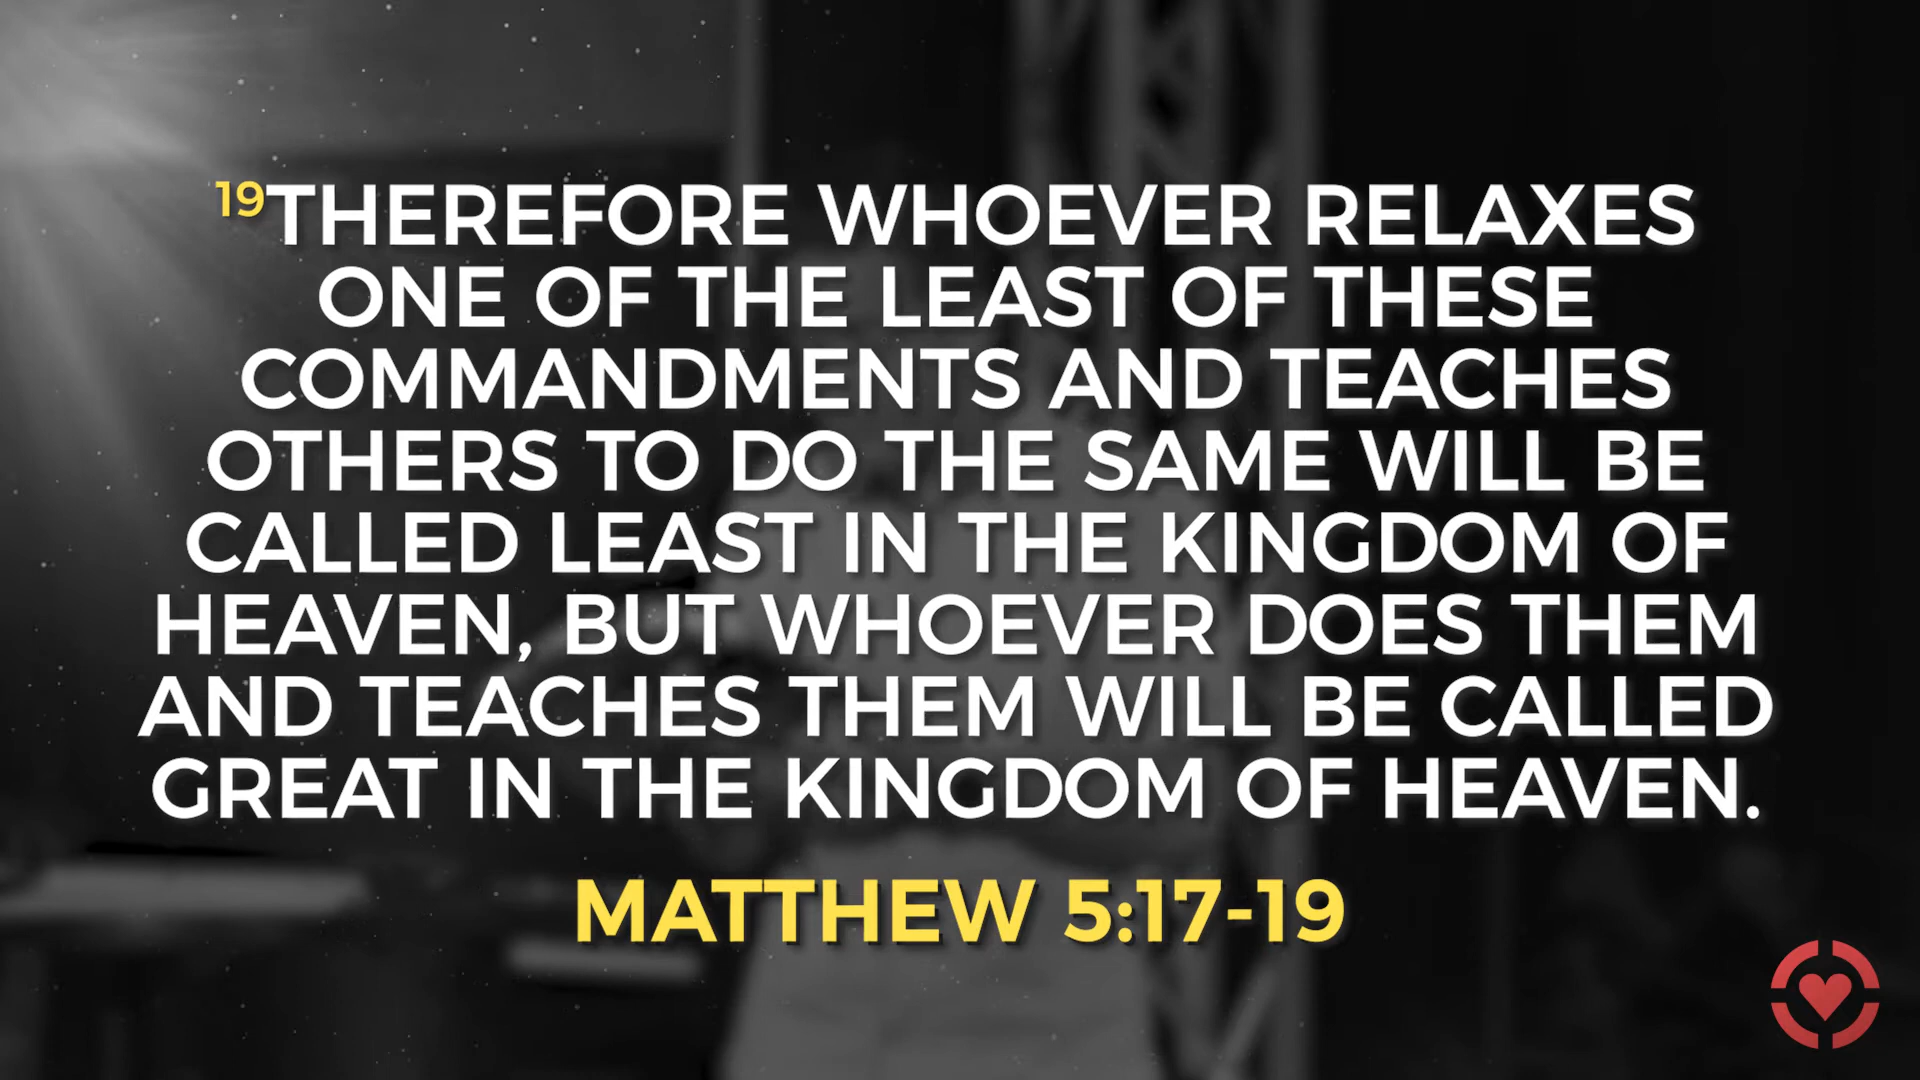 19THEREFORE WHOEVER RELAXES
ONE OF THE LEAST OF THESE
COMMANDMENTS AND TEACHES
OTHERS TO DO THE SAME WILL BE
CALLED LEAST IN THE KINGDOM OF
HEAVEN, BUT WHOEVER DOES THEM
AND TEACHES THEM WILL BE CALLED
GREAT IN THE KINGDOM OF HEAVEN.
MATTHEW 5:17-19